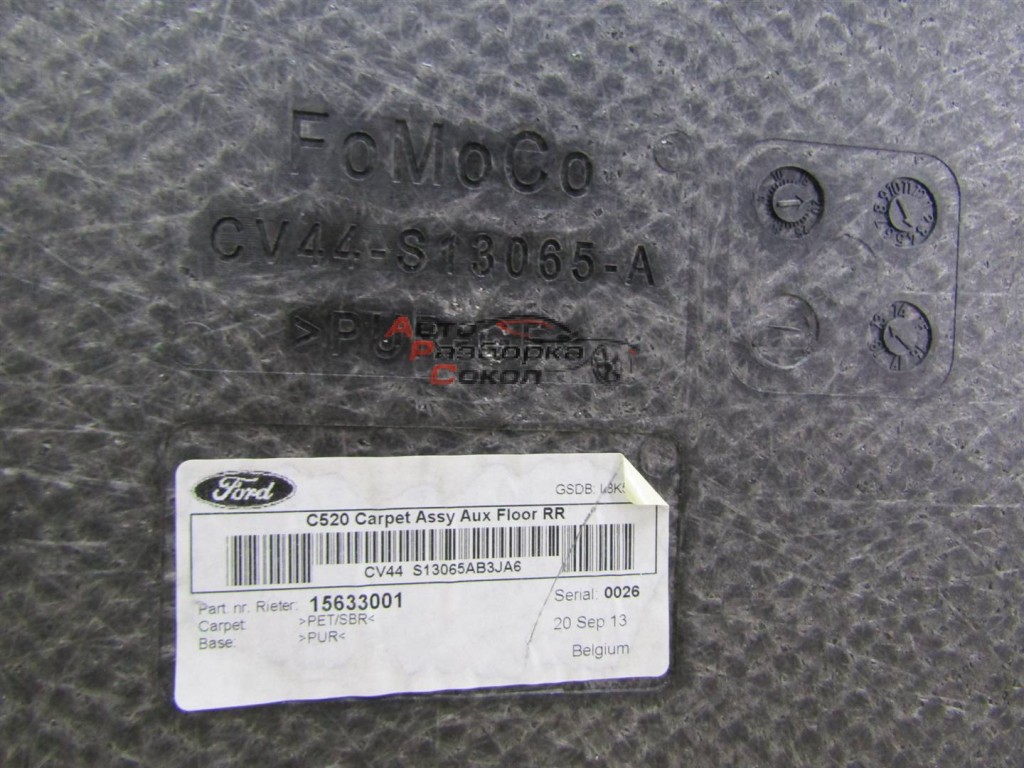 FoMoCo
CV44-S13065-A
>PU
Авто
Разборка
Сокол
Ford
GSDB:
C520 Carpet Assy Aux Floor RR
CV44 S13065AB3JA6
Part. nr. Rieter: 15633001
Carpet: >PET/SBR<
Base: >PUR<
Serial: 0026
20 Sep 13
Belgium